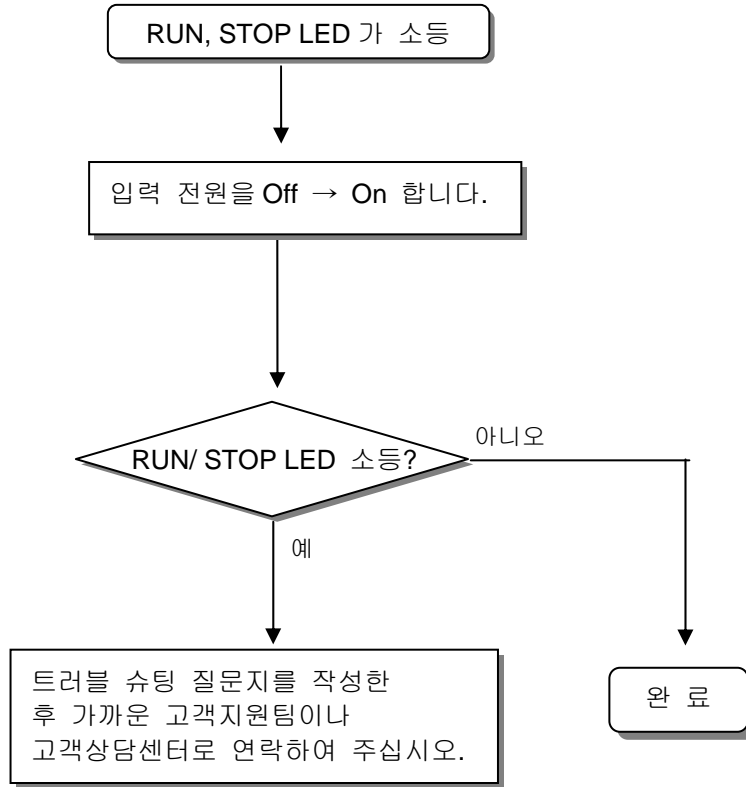 RUN, STOP LED 가 소등
입력 전원을 Off → On 합니다.
RUN/ STOP LED 소등?
아니오
예
트러블 슈팅 질문지를 작성한
후 가까운 고객지원팀이나
고객상담센터로 연락하여 주십시오.
완 료